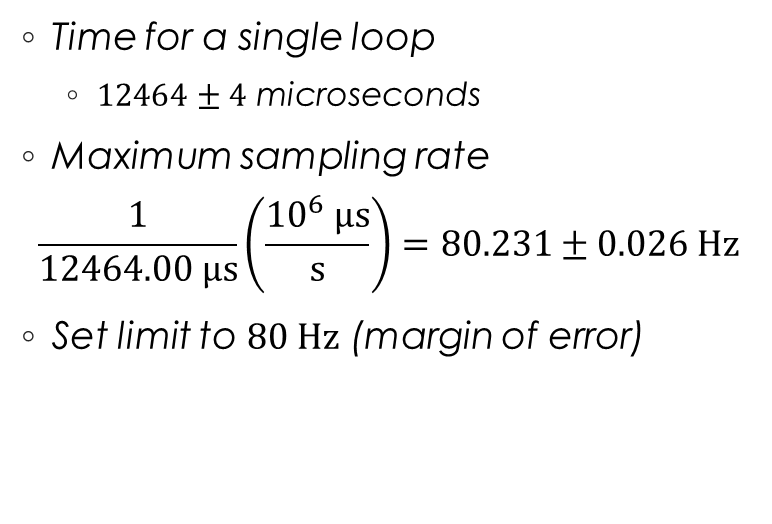 ◦ Time for a single loop
◦ 12464 ± 4 microseconds
◦ Maximum sampling rate
1/12464.00 μs (10⁶ μs/s) = 80.231 ± 0.026 Hz
◦ Set limit to 80 Hz (margin of error)